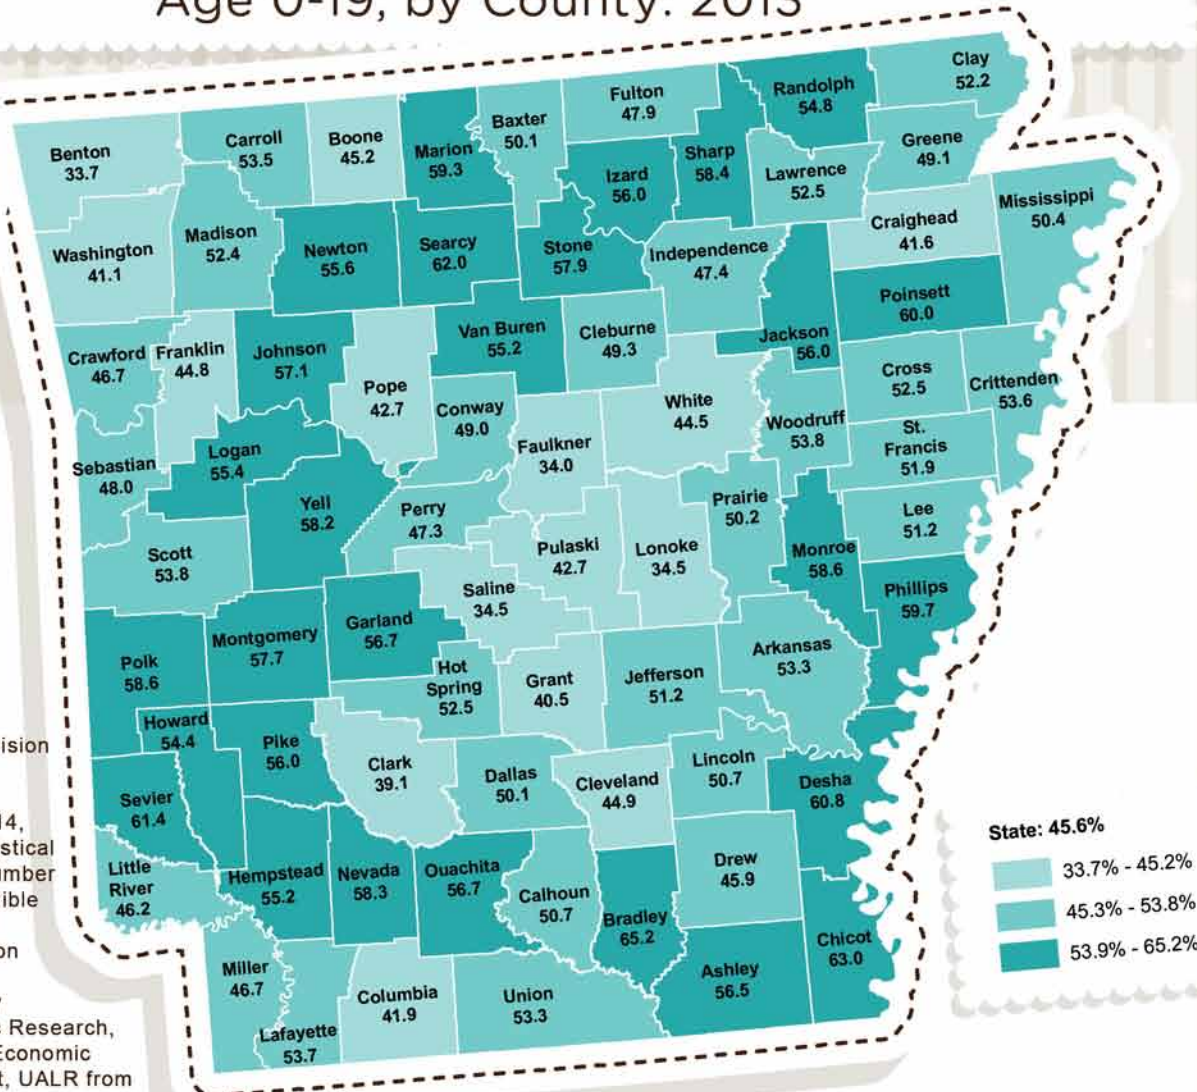 Age 0-19, by County: 2013
Clay
52.2
Randolph
54.8
Fulton
47.9
Baxter
50.1
Marion
59.3
Boone
45.2
Carroll
53.5
Benton
33.7
Greene
49.1
Sharp
58.4
Izard
56.0
Lawrence
52.5
Mississippi
50.4
Craighead
41.6
Washington
41.1
Madison
52.4
Newton
55.6
Searcy
62.0
Stone
57.9
Independence
47.4
Poinsett
60.0
Jackson
56.0
Crawford
46.7
Franklin
44.8
Johnson
57.1
Pope
42.7
Van Buren
55.2
Cleburne
49.3
Cross
52.5
Crittenden
53.6
Conway
49.0
White
44.5
Woodruff
53.8
St.
Francis
51.9
Faulkner
34.0
Sebastian
48.0
Logan
55.4
Yell
58.2
Perry
47.3
Prairie
50.2
Lee
51.2
Scott
53.8
Pulaski
42.7
Lonoke
34.5
Monroe
58.6
Phillips
59.7
Saline
34.5
Garland
56.7
Montgomery
57.7
Polk
58.6
Hot
Spring
52.5
Grant
40.5
Jefferson
51.2
Arkansas
53.3
Howard
54.4
Pike
56.0
Clark
39.1
Dallas
50.1
Cleveland
44.9
Lincoln
50.7
Desha
60.8
Sevier
61.4
Little
River
46.2
Hempstead
55.2
Nevada
58.3
Ouachita
56.7
Calhoun
50.7
Bradley
65.2
Drew
45.9
Chicot
63.0
Miller
46.7
Lafayette
53.7
Columbia
41.9
Union
53.3
Ashley
56.5
State: 45.6%
33.7% - 45.2%
45.3% - 53.8%
53.9% - 65.2%
ision
14,
stical
umber
ible
on
Research,
Economic
t, UALR from